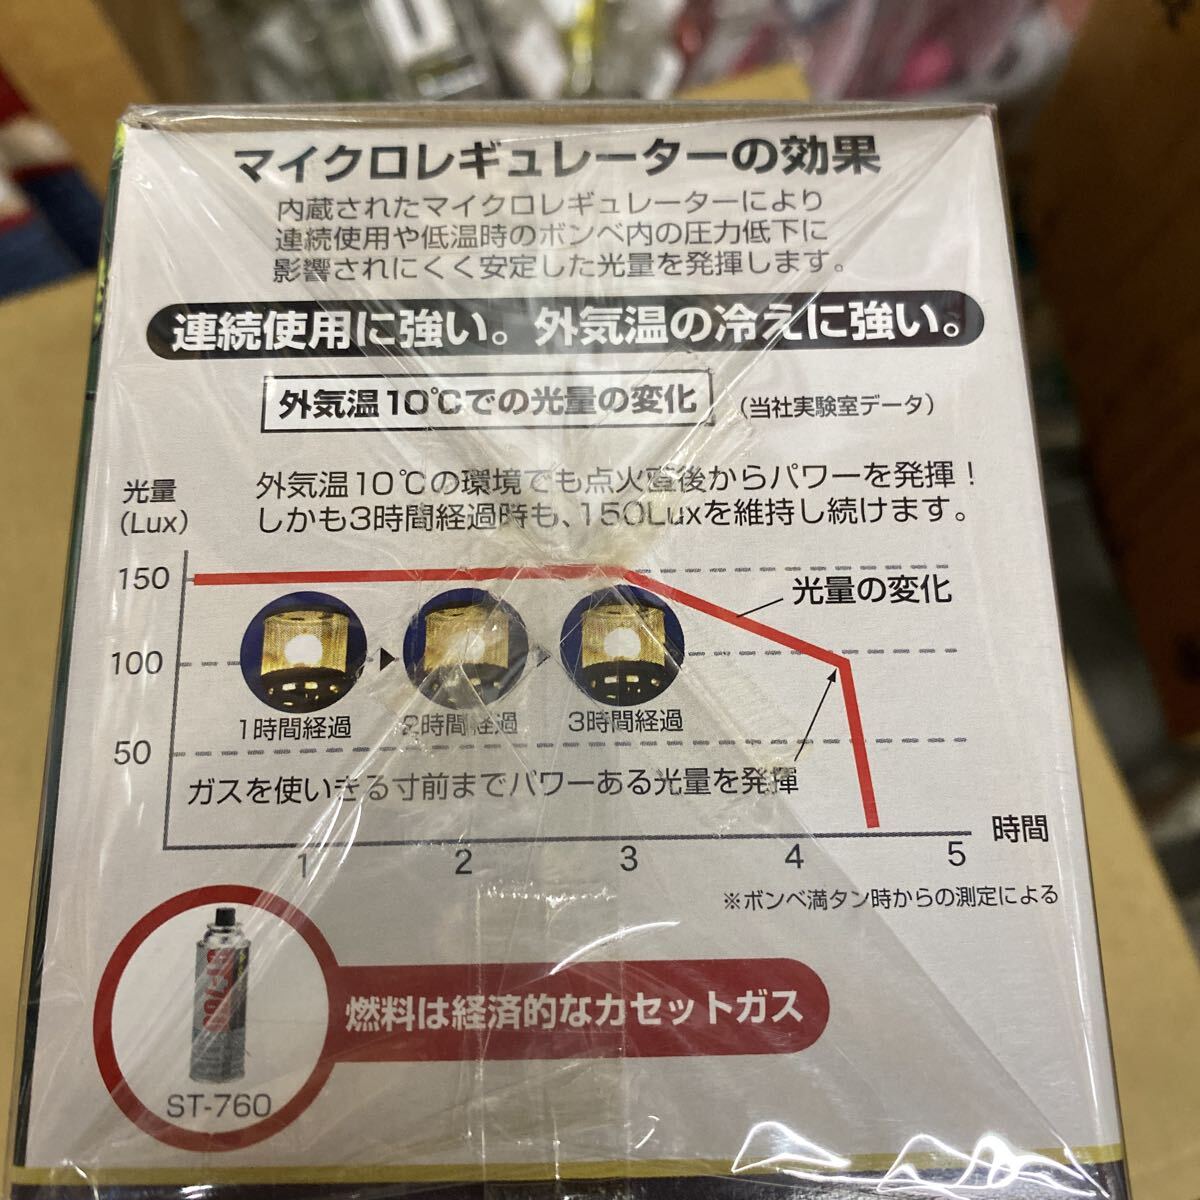 マイクロレギュレーターの効果
内蔵されたマイクロレギュレーターにより
連続使用や低温時のボンベ内の圧力低下に
影響されにくく安定した光量を発揮します。
連続使用に強い。外気温の冷えに強い。
外気温10℃での光量の変化
(当社実験室データ)
光量
(Lux)
外気温10℃の環境でも点火直後からパワーを発揮!
しかも3時間経過時も、150Luxを維持し続けます。
150
光量の変化
100
1時間経過
2時間経過
3時間経過
50
ガスを使いきる寸前までパワーある光量を発揮
1 2 3 4 5
時間
※ボンベ満タン時からの測定による
ST-760
燃料は経済的なカセットガス
ST-760